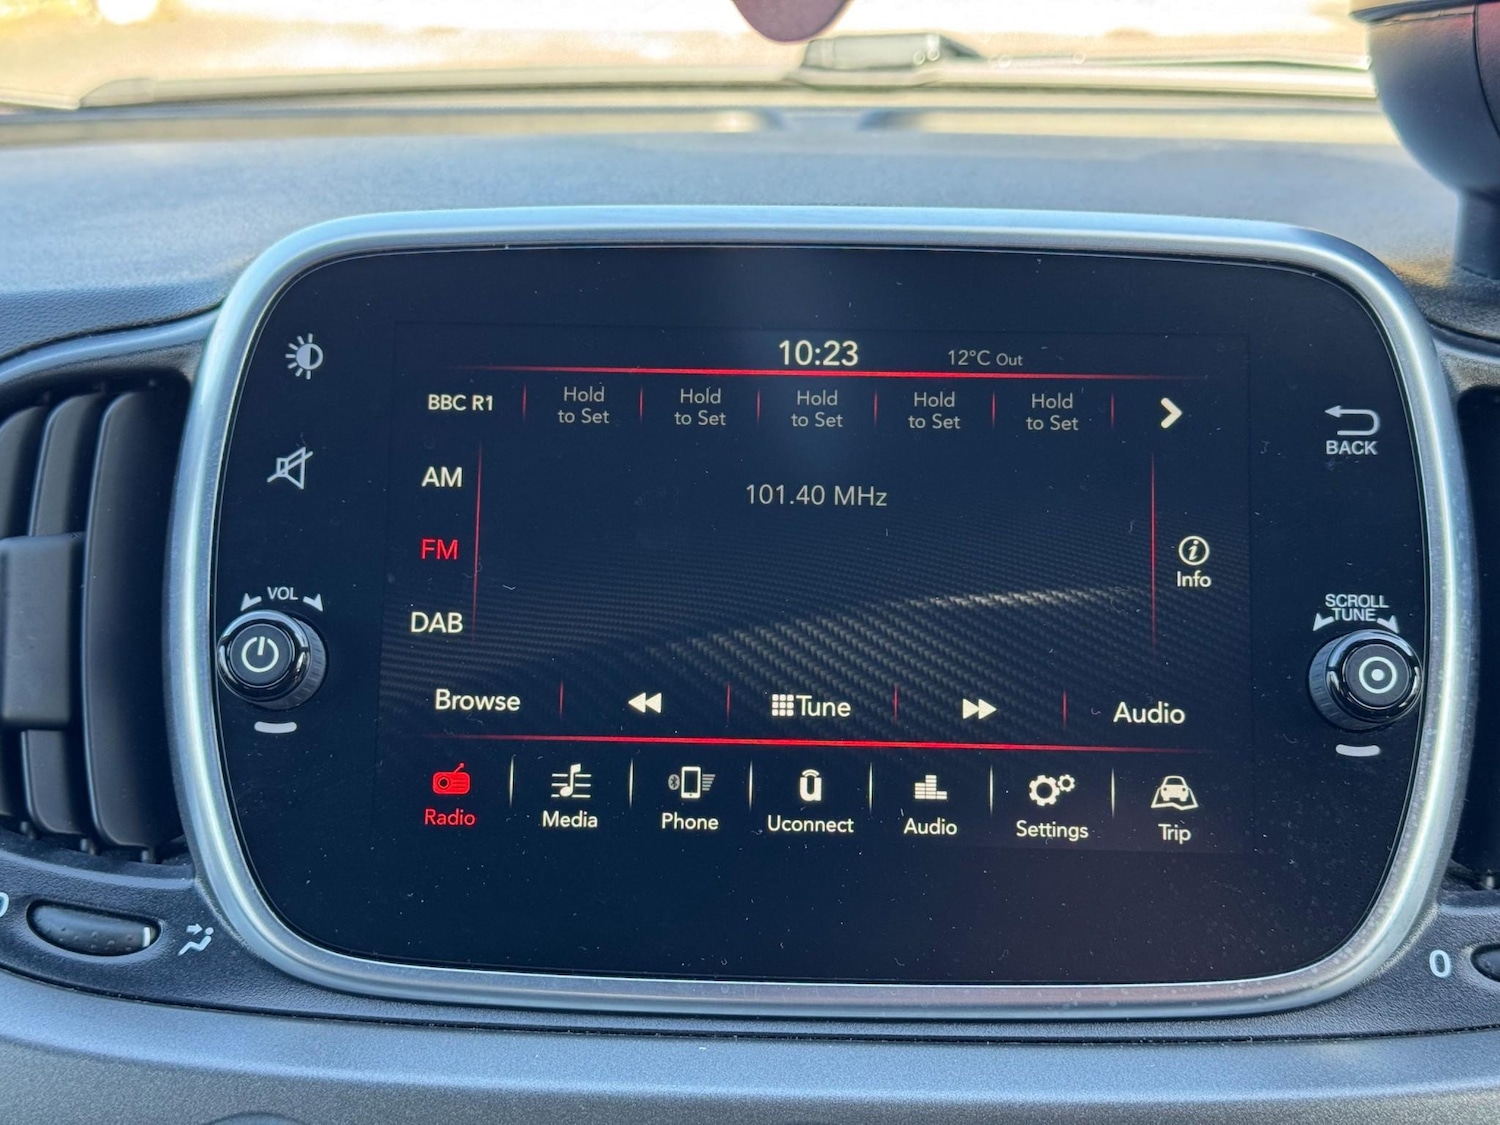 10:23
12°C Out
BBC R1
Hold
to Set
Hold
to Set
Hold
to Set
Hold
to Set
Hold
to Set
BACK
AM
101.40 MHz
FM
Info
DAB
VOL
SCROLL
TUNE
Browse
Tune
Audio
Radio
Media
Phone
Uconnect
Audio
Settings
Trip
0
0